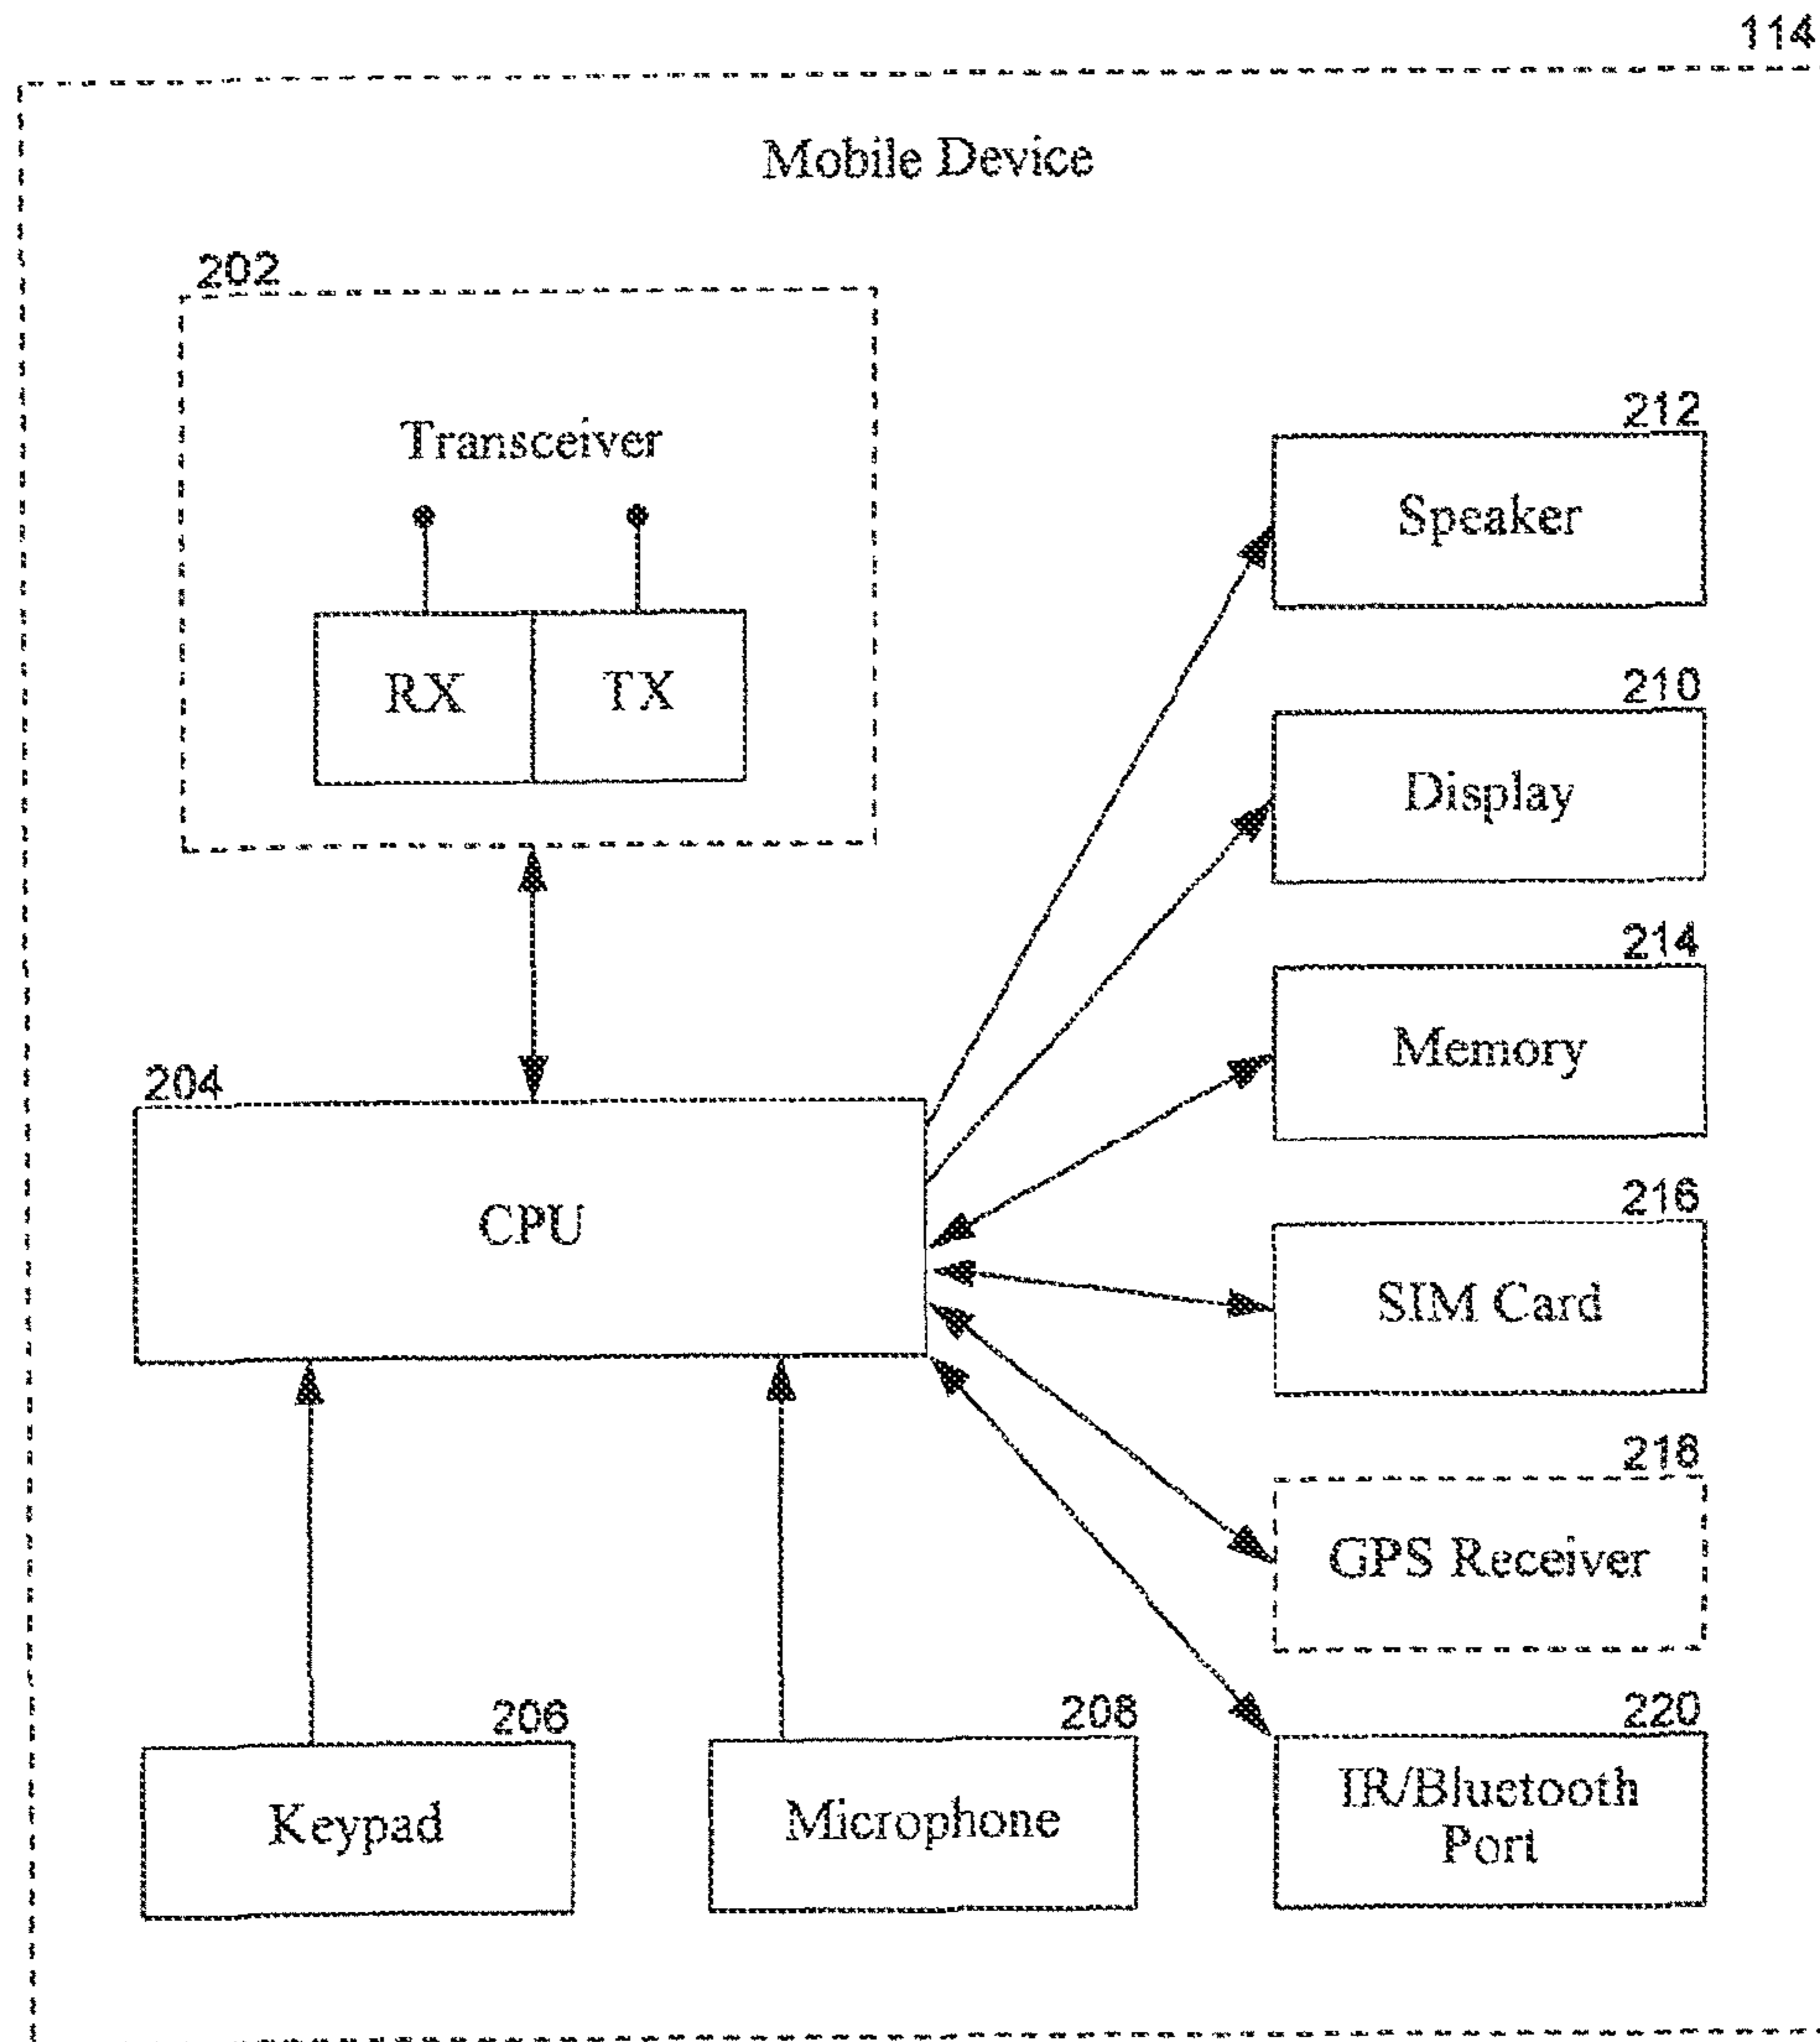 114
Mobile Device
202
Transceiver
RX TX
212
Speaker
210
Display
214
Memory
204
CPU
216
SIM Card
218
GPS Receiver
206
Keypad
208
Microphone
220
IR/Bluetooth
Port